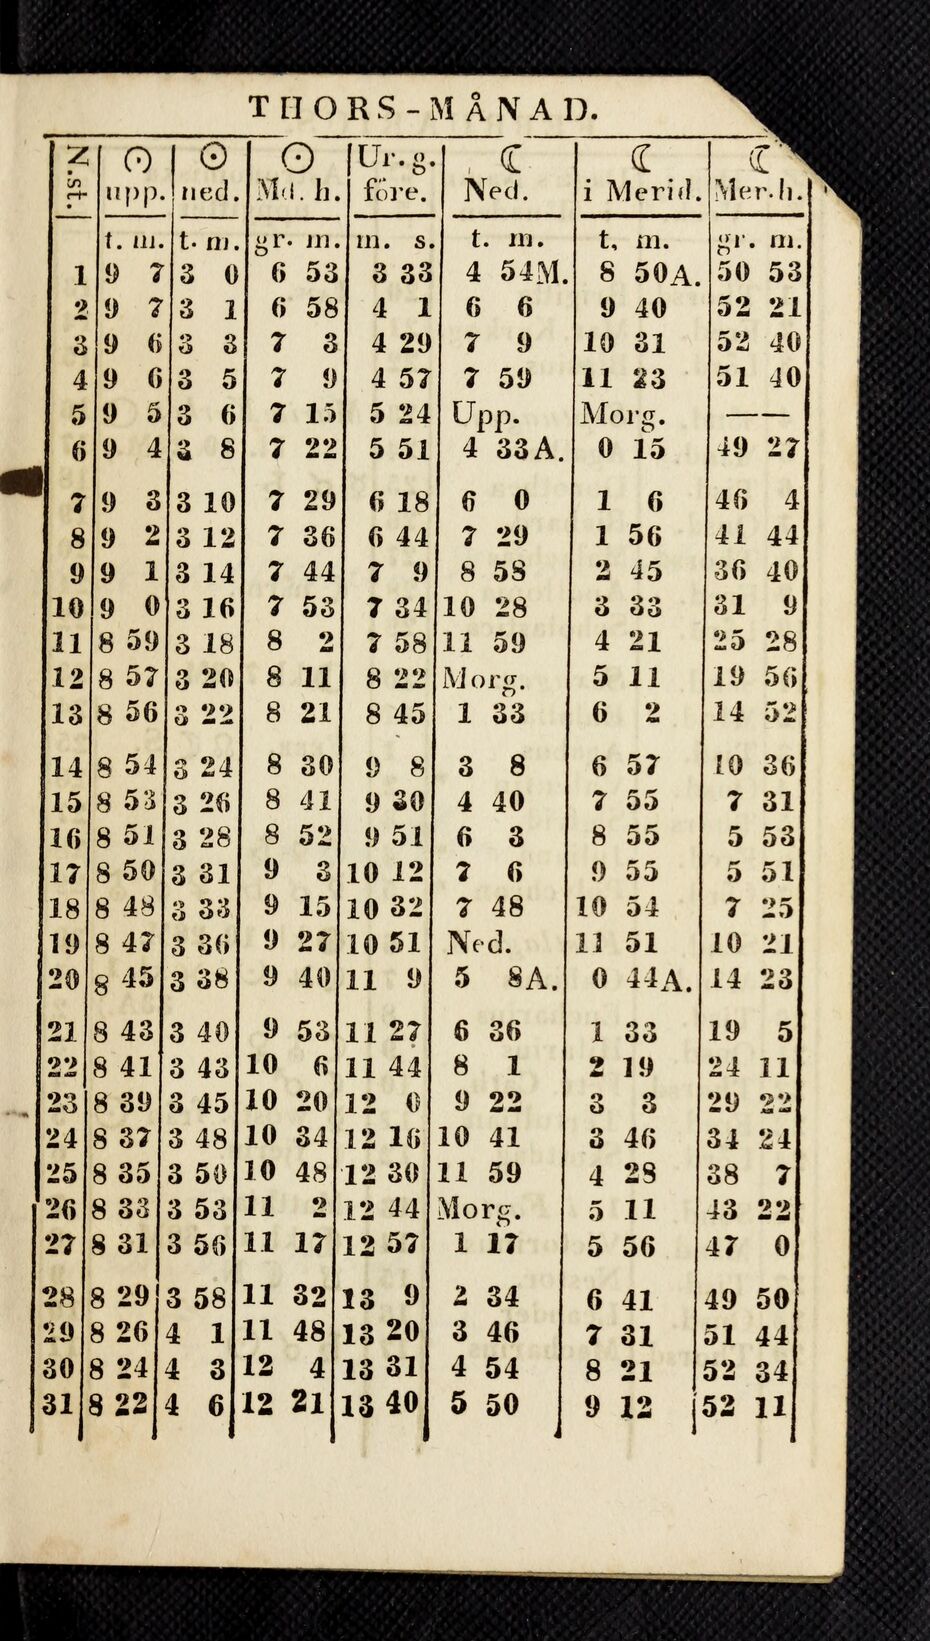 THORS-MÅNAD.
N.st. ☉ ☉ ☉ Ur.g. ☾ ☾ ☾
upp. ned. Md. h. före. Ned. i Merid. Mer.h.
t. m. t. m. gr. m. m. s. t. m. t, m. gr. m.
1 9 7 3 0 6 53 3 33 4 54M. 8 50A. 50 53
2 9 7 3 1 6 58 4 1 6 6 9 40 52 21
3 9 6 3 3 7 3 4 29 7 9 10 31 52 40
4 9 6 3 5 7 9 4 57 7 59 11 23 51 40
5 9 5 3 6 7 15 5 24 Upp. Morg. — —
6 9 4 3 8 7 22 5 51 4 33A. 0 15 49 27
7 9 3 3 10 7 29 6 18 6 0 1 6 46 4
8 9 2 3 12 7 36 6 44 7 29 1 56 41 44
9 9 1 3 14 7 44 7 9 8 58 2 45 36 40
10 9 0 3 16 7 53 7 34 10 28 3 33 31 9
11 8 59 3 18 8 2 7 58 11 59 4 21 25 28
12 8 57 3 20 8 11 8 22 Morg. 5 11 19 56
13 8 56 3 22 8 21 8 45 1 33 6 2 14 52
14 8 54 3 24 8 30 9 8 3 8 6 57 10 36
15 8 53 3 26 8 41 9 30 4 40 7 55 7 31
16 8 51 3 28 8 52 9 51 6 3 8 55 5 53
17 8 50 3 31 9 3 10 12 7 6 9 55 5 51
18 8 48 3 33 9 15 10 32 7 48 10 54 7 25
19 8 47 3 36 9 27 10 51 Ned. 11 51 10 21
20 8 45 3 38 9 40 11 9 5 8A. 0 44A. 14 23
21 8 43 3 40 9 53 11 27 6 36 1 33 19 5
22 8 41 3 43 10 6 11 44 8 1 2 19 24 11
23 8 39 3 45 10 20 12 0 9 22 3 3 29 22
24 8 37 3 48 10 34 12 16 10 41 3 46 34 24
25 8 35 3 50 10 48 12 30 11 59 4 28 38 7
26 8 33 3 53 11 2 12 44 Morg. 5 11 43 22
27 8 31 3 56 11 17 12 57 1 17 5 56 47 0
28 8 29 3 58 11 32 13 9 2 34 6 41 49 50
29 8 26 4 1 11 48 13 20 3 46 7 31 51 44
30 8 24 4 3 12 4 13 31 4 54 8 21 52 34
31 8 22 4 6 12 21 13 40 5 50 9 12 52 11